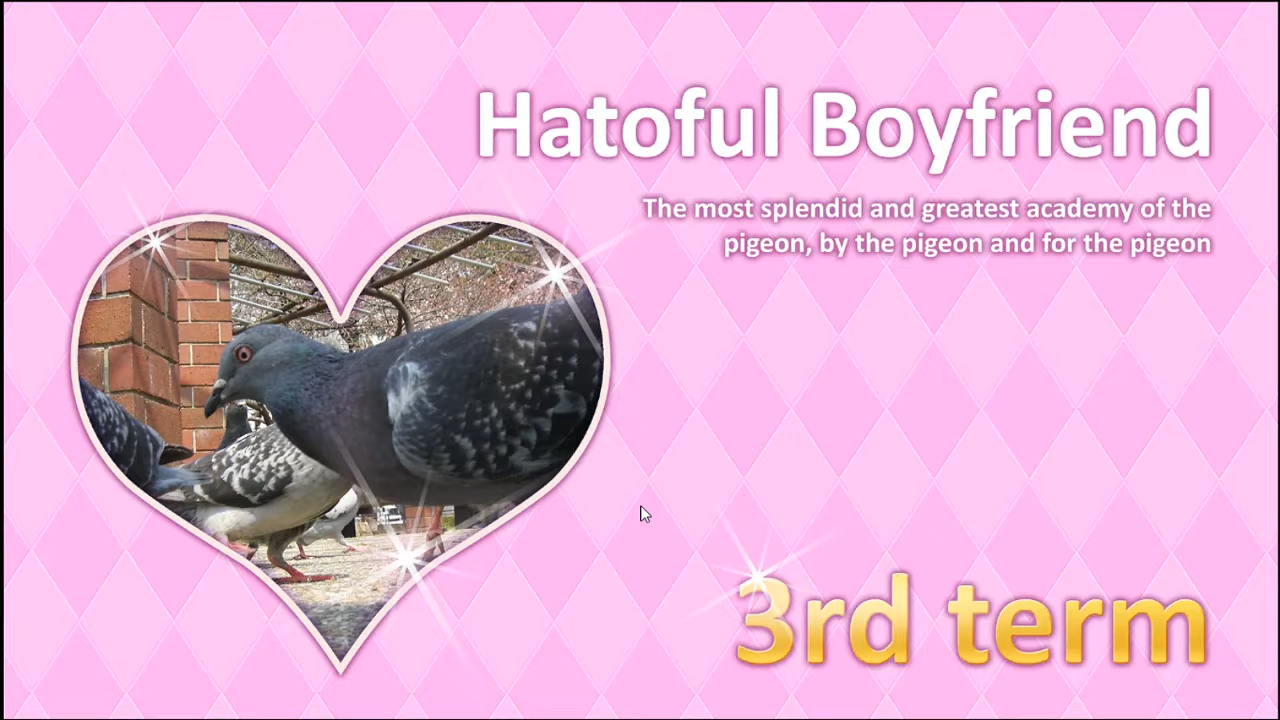 Hatoful Boyfriend
The most splendid and greatest academy of the
pigeon, by the pigeon and for the pigeon
3rd term